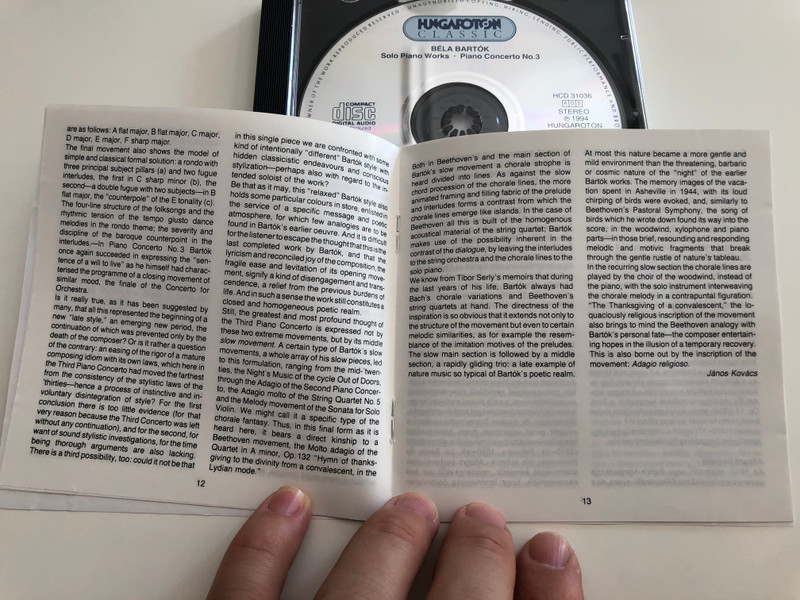 OWNER OF THE WORK REPRODUCED RESERVED. UNAUTHORIZED COPYING, HIRING, LENDING, PUBLIC PERFORMANCE AND
HUNGAROTON
CLASSIC
BÉLA BARTÓK
Solo Piano Works · Piano Concerto No.3
COMPACT
disc
DIGITAL AUDIO
HCD 31036
ADD
STEREO
℗ 1994
HUNGAROTON
are as follows: A flat major, B flat major, C major,
D major, E major, F sharp major.
The final movement also shows the model of
simple and classical formal solution: a rondo with
three principal subject pillars (a) and two fugue
interludes, the first in C sharp minor (b), the
second—a double fugue with two subjects—in B
flat major, the "counterpole" of the E tonality (c).
The four-line structure of the folksongs and the
rhythmic tension of the tempo giusto dance
melodies in the rondo theme; the severity and
discipline of the baroque counterpoint in the
interludes.—In Piano Concerto No. 3 Bartók
once again succeeded in expressing the "sen-
tence of a will to live" as he himself had charac-
terised the programme of a closing movement of
similar mood, the finale of the Concerto for
Orchestra.
Is it really true, as it has been suggested by
many, that all this represented the beginning of a
new "late style," an emerging new period, the
continuation of which was prevented only by the
death of the composer? Or is it rather a question
of the contrary: an easing of the rigor of a mature
composing idiom with its own laws, which here in
the Third Piano Concerto had moved the farthest
from the consistency of the stylistic laws of the
'thirties—hence a process of instinctive and in-
voluntary disintegration of style? For the first
conclusion there is too little evidence (for that
very reason because the Third Concerto was left
without any continuation), and for the second, for
want of sound stylistic investigations, for the time
being thorough arguments are also lacking.
There is a third possibility, too: could it not be that
12
in this single piece we are confronted with some
kind of intentionally "different" Bartók style with
hidden classicistic endeavours and conscious
stylization—perhaps also with regard to the in-
tended soloist of the work?
Be that as it may, this "relaxed" Bartók style also
holds some particular colours in store, enlisted in
the service of a specific message and poetic
atmosphere, for which few analogies are to be
found in Bartók's earlier oeuvre. And it is difficult
for the listener to escape the thought that this is the
last completed work by Bartók, and that the
lyricism and reconciled joy of the composition, the
fragile ease and levitation of its opening move-
ment, signify a kind of disengagement and trans-
cendence, a relief from the previous burdens of
life. And in such a sense the work still constitutes a
closed and homogeneous poetic realm.
Still, the greatest and most profound thought of
the Third Piano Concerto is expressed not by
these two extreme movements, but by its middle
slow movement. A certain type of Bartók's slow
movements, a whole array of his slow pieces, led
to this formulation, ranging from the mid-twen-
ties, the Night's Music of the cycle Out of Doors,
through the Adagio of the Second Piano Concer-
to, the Adagio molto of the String Quartet No. 5
and the Melody movement of the Sonata for Solo
Violin. We might call it a specific type of the
chorale fantasy. Thus, in this final form as it is
heard here, it bears a direct kinship to a
Beethoven movement, the Molto adagio of the
Quartet in A minor, Op. 132 "Hymn of thanks-
giving to the divinity from a convalescent, in the
Lydian mode."
Both in Beethoven's and the main section of
Bartók's slow movement a chorale strophe is
heard divided into lines. As against the slow
chord procession of the chorale lines, the more
animated framing and filling fabric of the prelude
and interludes forms a contrast from which the
chorale lines emerge like islands. In the case of
Beethoven all this is built of the homogenous
acoustical material of the string quartet; Bartók
makes use of the possibility inherent in the
contrast of the dialogue, by leaving the interludes
to the string orchestra and the chorale lines to the
solo piano.
We know from Tibor Serly's memoirs that during
the last years of his life, Bartók always had
Bach's chorale variations and Beethoven's
string quartets at hand. The directness of the
inspiration is so obvious that it extends not only to
the structure of the movement but even to certain
melodic similarities, as for example the resem-
blance of the imitation motives of the preludes.
The slow main section is followed by a middle
section, a rapidly gliding trio: a late example of
nature music so typical of Bartók's poetic realm.
At most this nature became a more gentle and
mild environment than the threatening, barbaric
or cosmic nature of the "night" of the earlier
Bartók works. The memory images of the vaca-
tion spent in Asheville in 1944, with its loud
chirping of birds were evoked, and, similarly to
Beethoven's Pastoral Symphony, the song of
birds which he wrote down found its way into the
score, in the woodwind, xylophone and piano
parts—in those brief, resounding and responding
melodic and motivic fragments that break
through the gentle rustle of nature's tableau.
In the recurring slow section the chorale lines are
played by the choir of the woodwind, instead of
the piano, with the solo instrument interweaving
the chorale melody in a contrapuntal figuration.
"The Thanksgiving of a convalescent," the lo-
quaciously religious inscription of the movement
also brings to mind the Beethoven analogy with
Bartók's personal fate—the composer entertain-
ing hopes in the illusion of a temporary recovery.
This is also borne out by the inscription of the
movement: Adagio religioso.
János Kovács
13